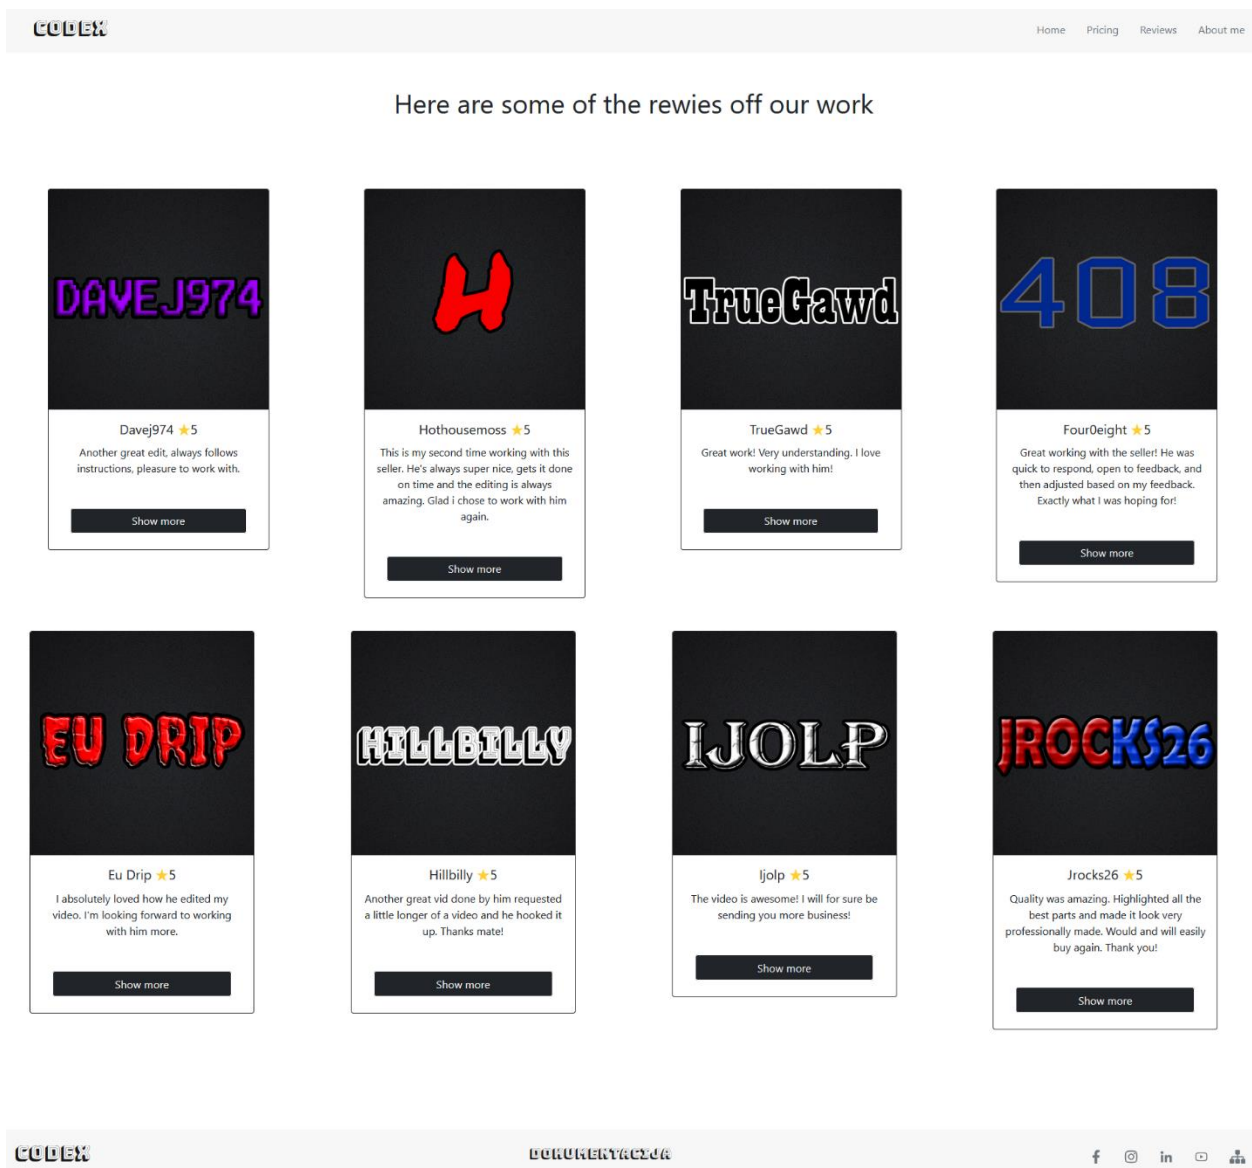 CODEX
Home Pricing Reviews About me
Here are some of the rewies off our work
DAVEJ974
H
TrueGawd
408
Davej974 ⭐5
Another great edit, always follows
instructions, pleasure to work with.
Show more
Hothousemoss ⭐5
This is my second time working with this
seller. He's always super nice, gets it done
on time and the editing is always
amazing. Glad i chose to work with him
again.
Show more
TrueGawd ⭐5
Great work! Very understanding. I love
working with him!
Show more
Four0eight ⭐5
Great working with the seller! He was
quick to respond, open to feedback, and
then adjusted based on my feedback.
Exactly what I was hoping for!
Show more
EU DRIP
HILLBILLY
IJOLP
JROCKS26
Eu Drip ⭐5
I absolutely loved how he edited my
video. I'm looking forward to working
with him more.
Show more
Hillbilly ⭐5
Another great vid done by him requested
a little longer of a video and he hooked it
up. Thanks mate!
Show more
Ijolp ⭐5
The video is awesome! I will for sure be
sending you more business!
Show more
Jrocks26 ⭐5
Quality was amazing. Highlighted all the
best parts and made it look very
professionally made. Would and will easily
buy again. Thank you!
Show more
CODEX
DOKUMENTACIJA